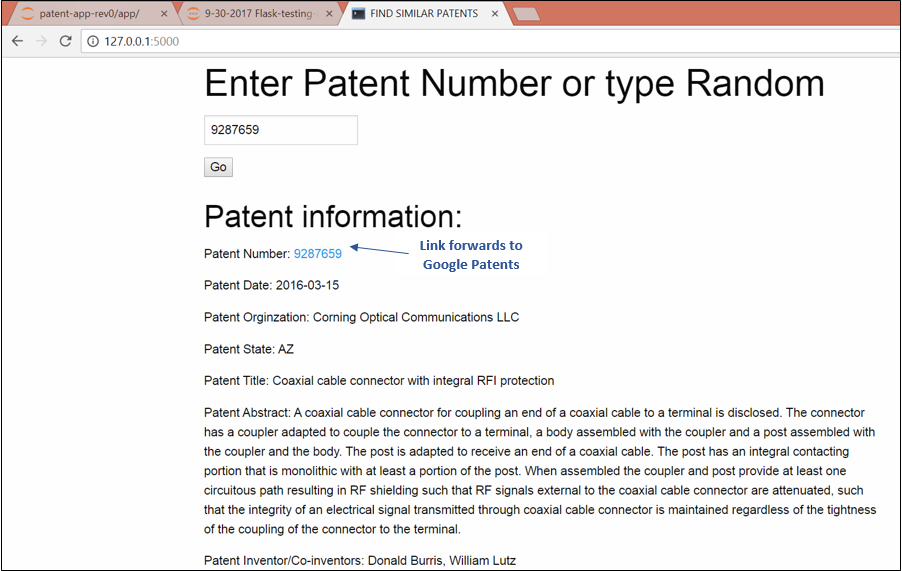 patent-app-rev0/app/
9-30-2017 Flask-testing-
FIND SIMILAR PATENTS
127.0.0.1:5000
Enter Patent Number or type Random
9287659
Go
Patent information:
Patent Number: 9287659
Link forwards to
Google Patents
Patent Date: 2016-03-15
Patent Orginzation: Corning Optical Communications LLC
Patent State: AZ
Patent Title: Coaxial cable connector with integral RFI protection
Patent Abstract: A coaxial cable connector for coupling an end of a coaxial cable to a terminal is disclosed. The connector
has a coupler adapted to couple the connector to a terminal, a body assembled with the coupler and a post assembled with
the coupler and the body. The post is adapted to receive an end of a coaxial cable. The post has an integral contacting
portion that is monolithic with at least a portion of the post. When assembled the coupler and post provide at least one
circuitous path resulting in RF shielding such that RF signals external to the coaxial cable connector are attenuated, such
that the integrity of an electrical signal transmitted through coaxial cable connector is maintained regardless of the tightness
of the coupling of the connector to the terminal.
Patent Inventor/Co-inventors: Donald Burris, William Lutz